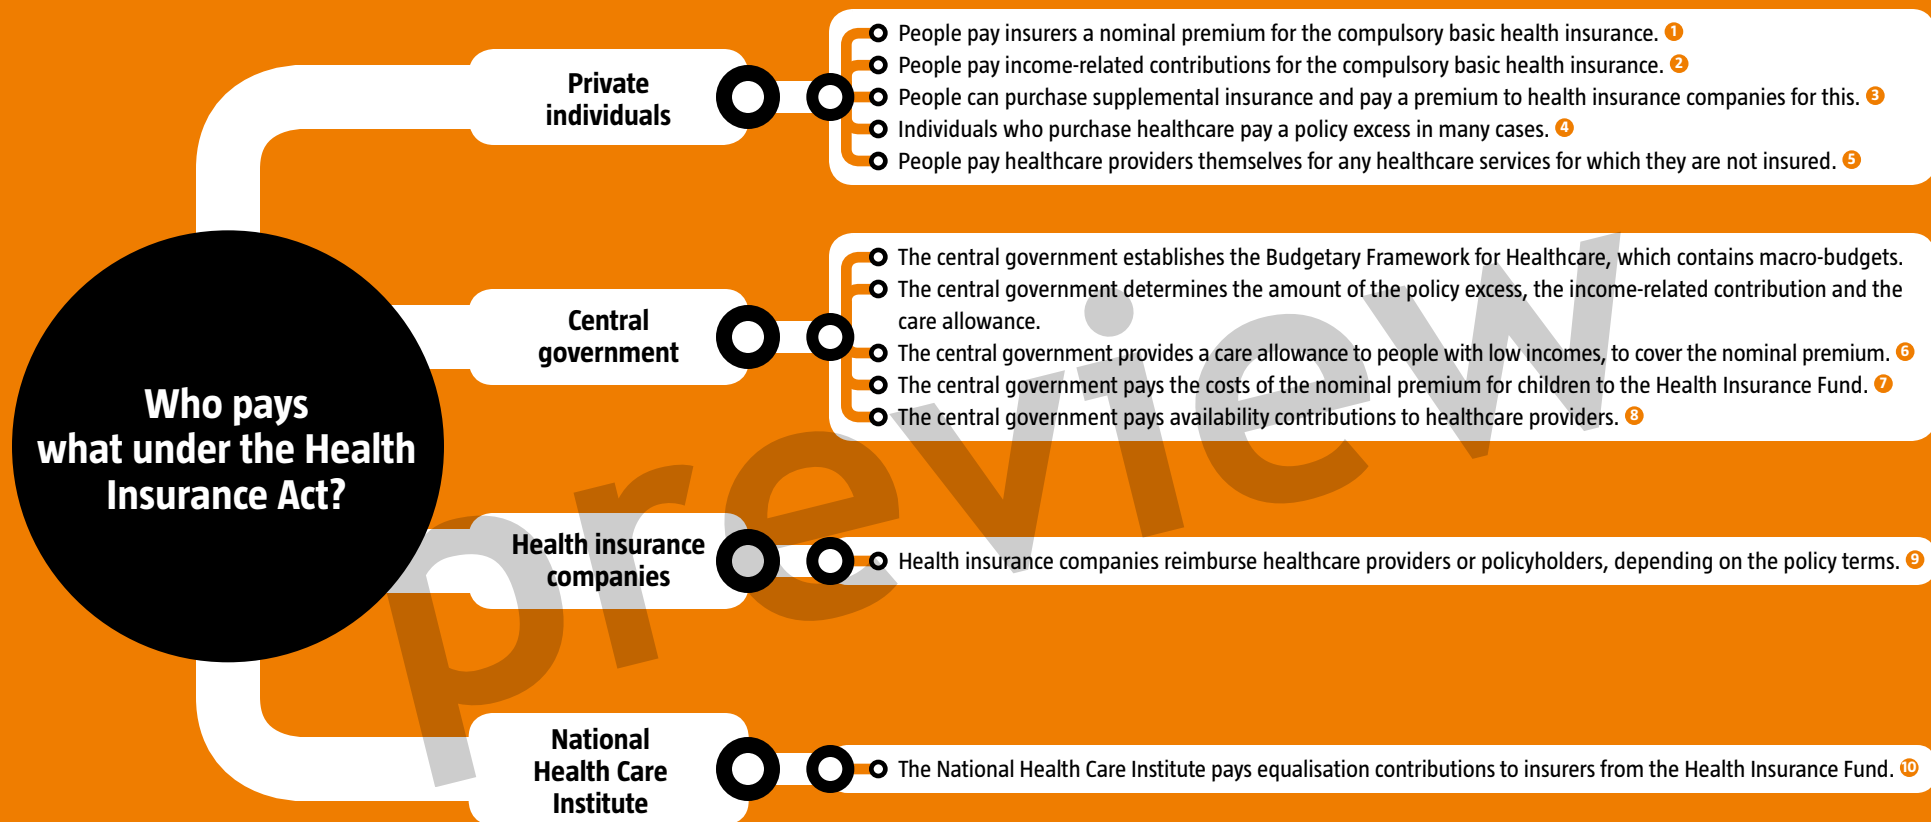 Who pays
what under the Health
Insurance Act?
Private
individuals
People pay insurers a nominal premium for the compulsory basic health insurance. 1
People pay income-related contributions for the compulsory basic health insurance. 2
People can purchase supplemental insurance and pay a premium to health insurance companies for this. 3
Individuals who purchase healthcare pay a policy excess in many cases. 4
People pay healthcare providers themselves for any healthcare services for which they are not insured. 5
Central
government
The central government establishes the Budgetary Framework for Healthcare, which contains macro-budgets.
The central government determines the amount of the policy excess, the income-related contribution and the
care allowance.
The central government provides a care allowance to people with low incomes, to cover the nominal premium. 6
The central government pays the costs of the nominal premium for children to the Health Insurance Fund. 7
The central government pays availability contributions to healthcare providers. 8
Health insurance
companies
Health insurance companies reimburse healthcare providers or policyholders, depending on the policy terms. 9
National
Health Care
Institute
The National Health Care Institute pays equalisation contributions to insurers from the Health Insurance Fund. 10
preview